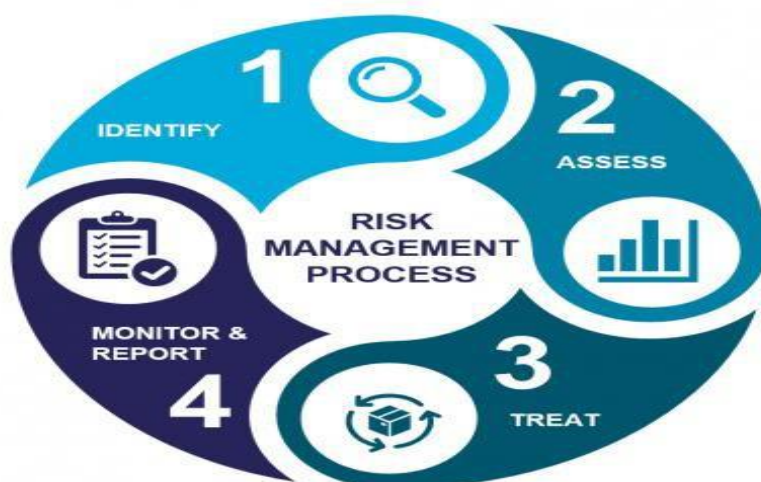 RISK
MANAGEMENT
PROCESS
1
IDENTIFY
2
ASSESS
3
TREAT
4
MONITOR &
REPORT